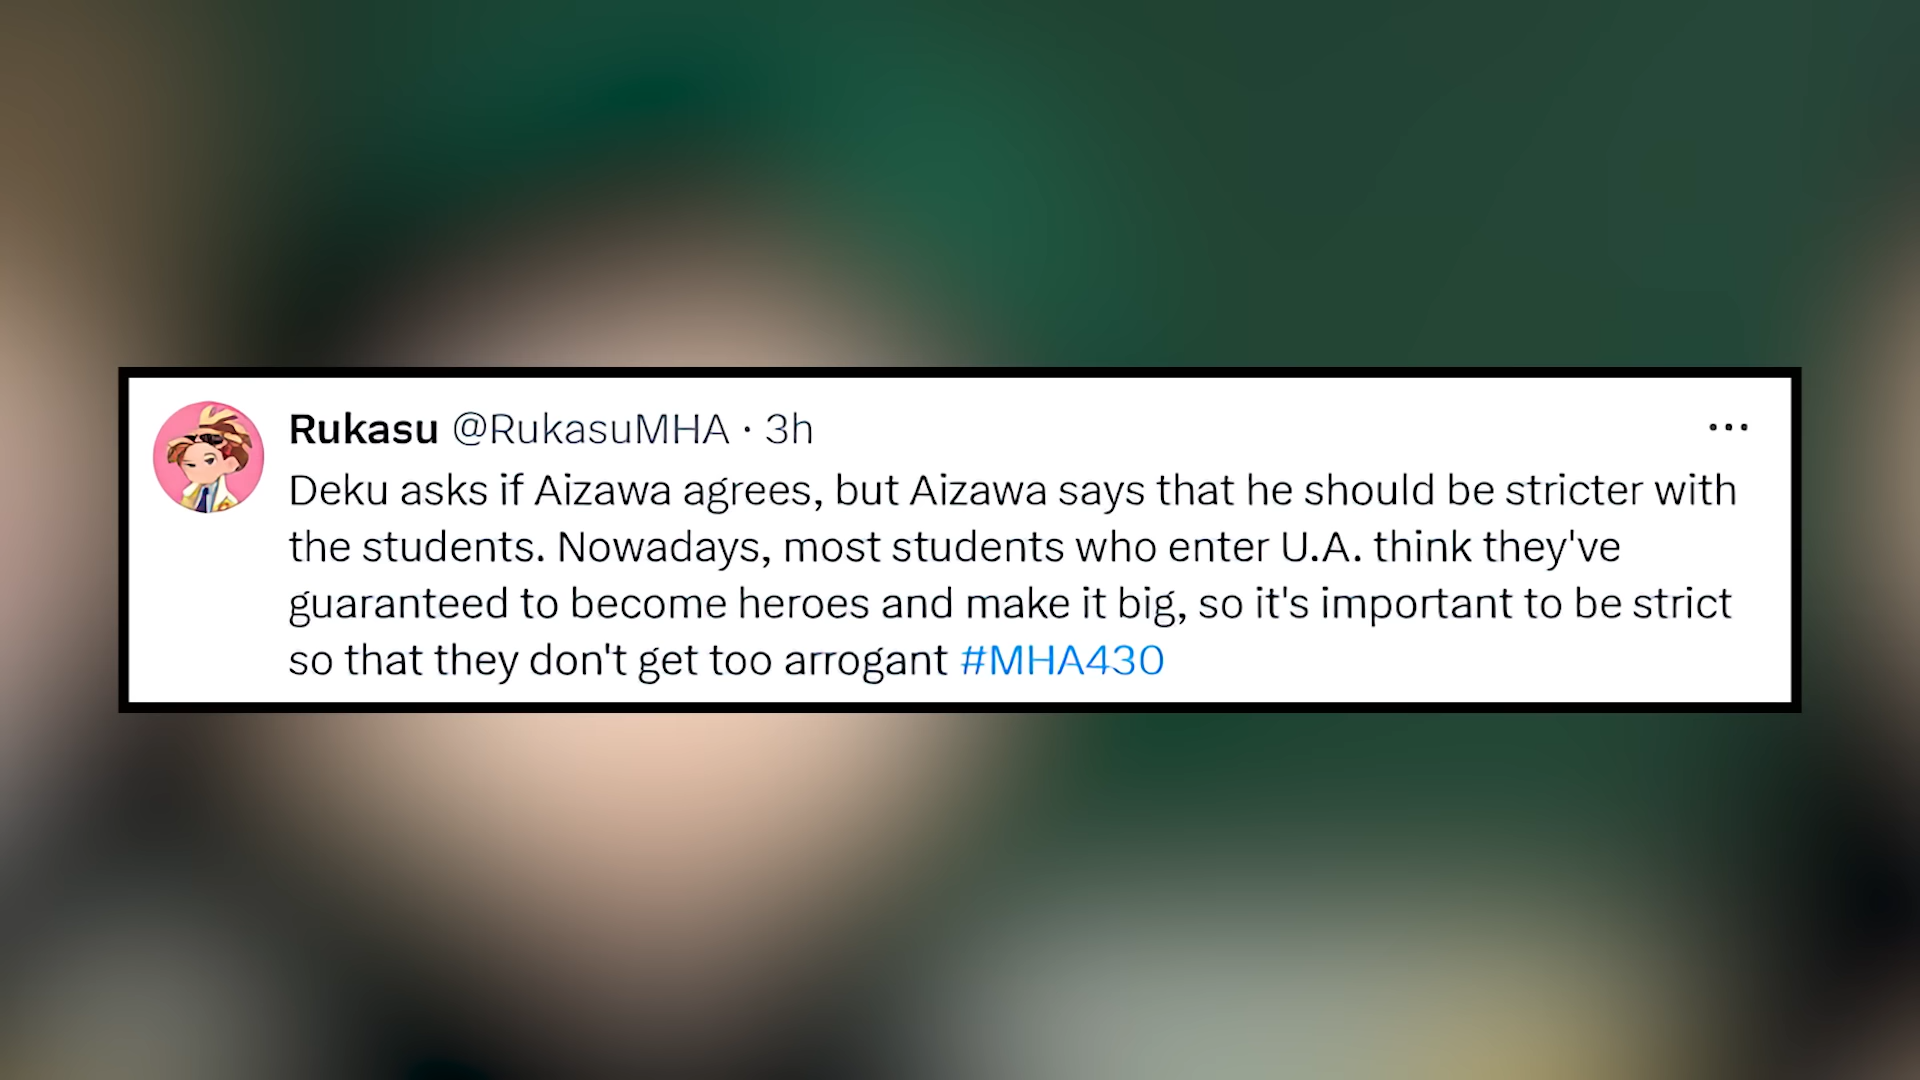 Rukasu @RukasuMHA · 3h
Deku asks if Aizawa agrees, but Aizawa says that he should be stricter with
the students. Nowadays, most students who enter U.A. think they've
guaranteed to become heroes and make it big, so it's important to be strict
so that they don't get too arrogant #MHA430